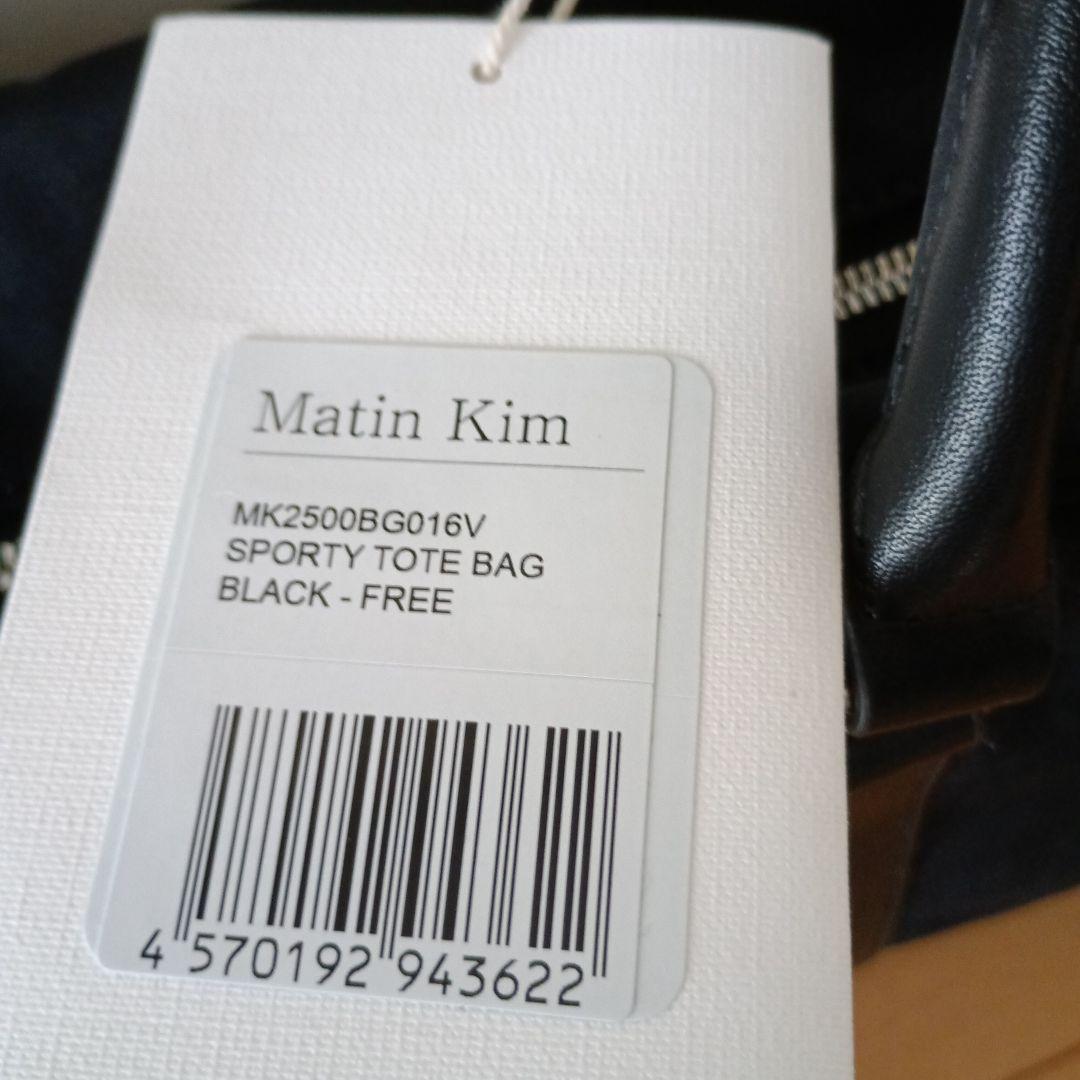 Matin Kim
MK2500BG016V
SPORTY TOTE BAG
BLACK - FREE
4 570192 943622